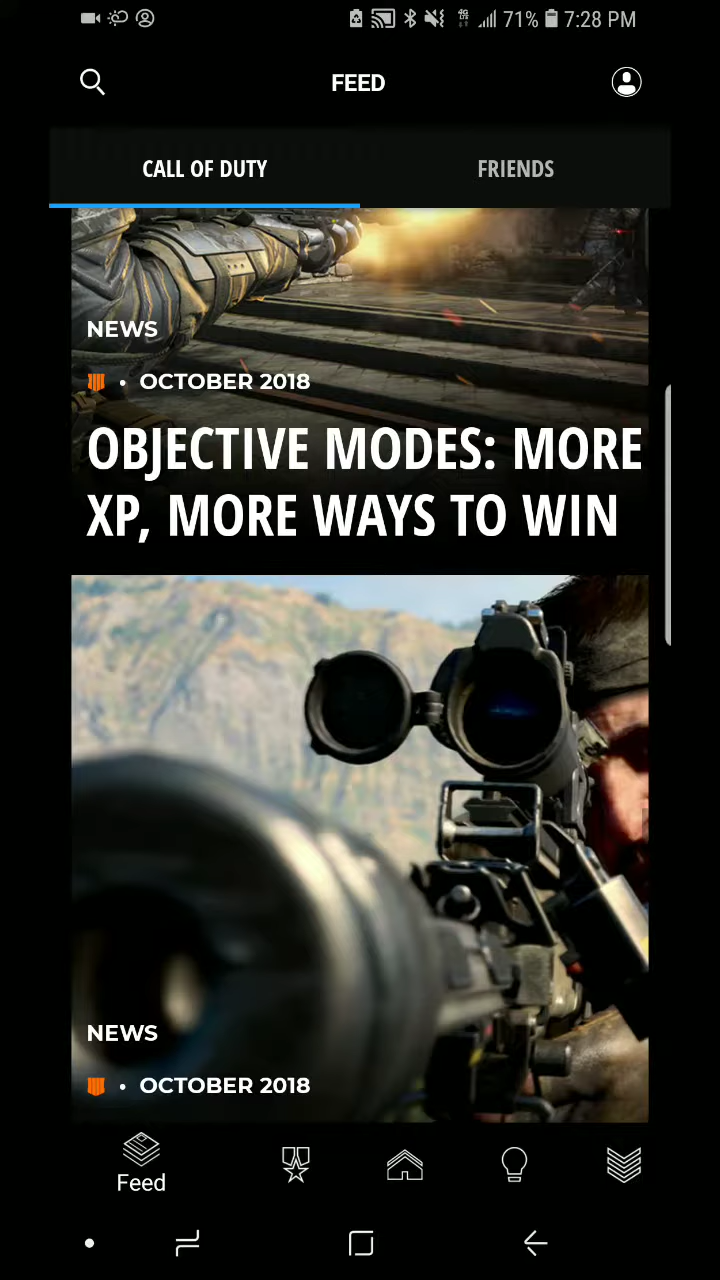 71% 7:28 PM
FEED
CALL OF DUTY
FRIENDS
NEWS
• OCTOBER 2018
OBJECTIVE MODES: MORE
XP, MORE WAYS TO WIN
NEWS
• OCTOBER 2018
Feed